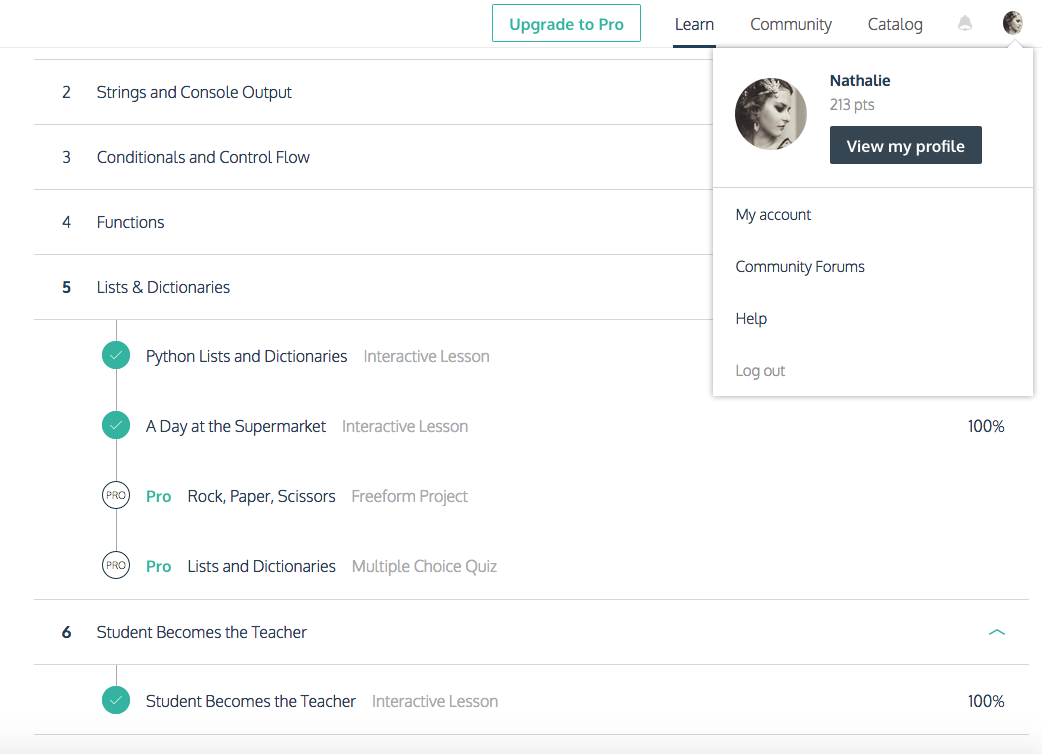 Upgrade to Pro Learn Community Catalog
Nathalie
213 pts
View my profile
My account
Community Forums
Help
Log out
2 Strings and Console Output
3 Conditionals and Control Flow
4 Functions
5 Lists & Dictionaries
Python Lists and Dictionaries Interactive Lesson
A Day at the Supermarket Interactive Lesson 100%
PRO Pro Rock, Paper, Scissors Freeform Project
PRO Pro Lists and Dictionaries Multiple Choice Quiz
6 Student Becomes the Teacher
Student Becomes the Teacher Interactive Lesson 100%